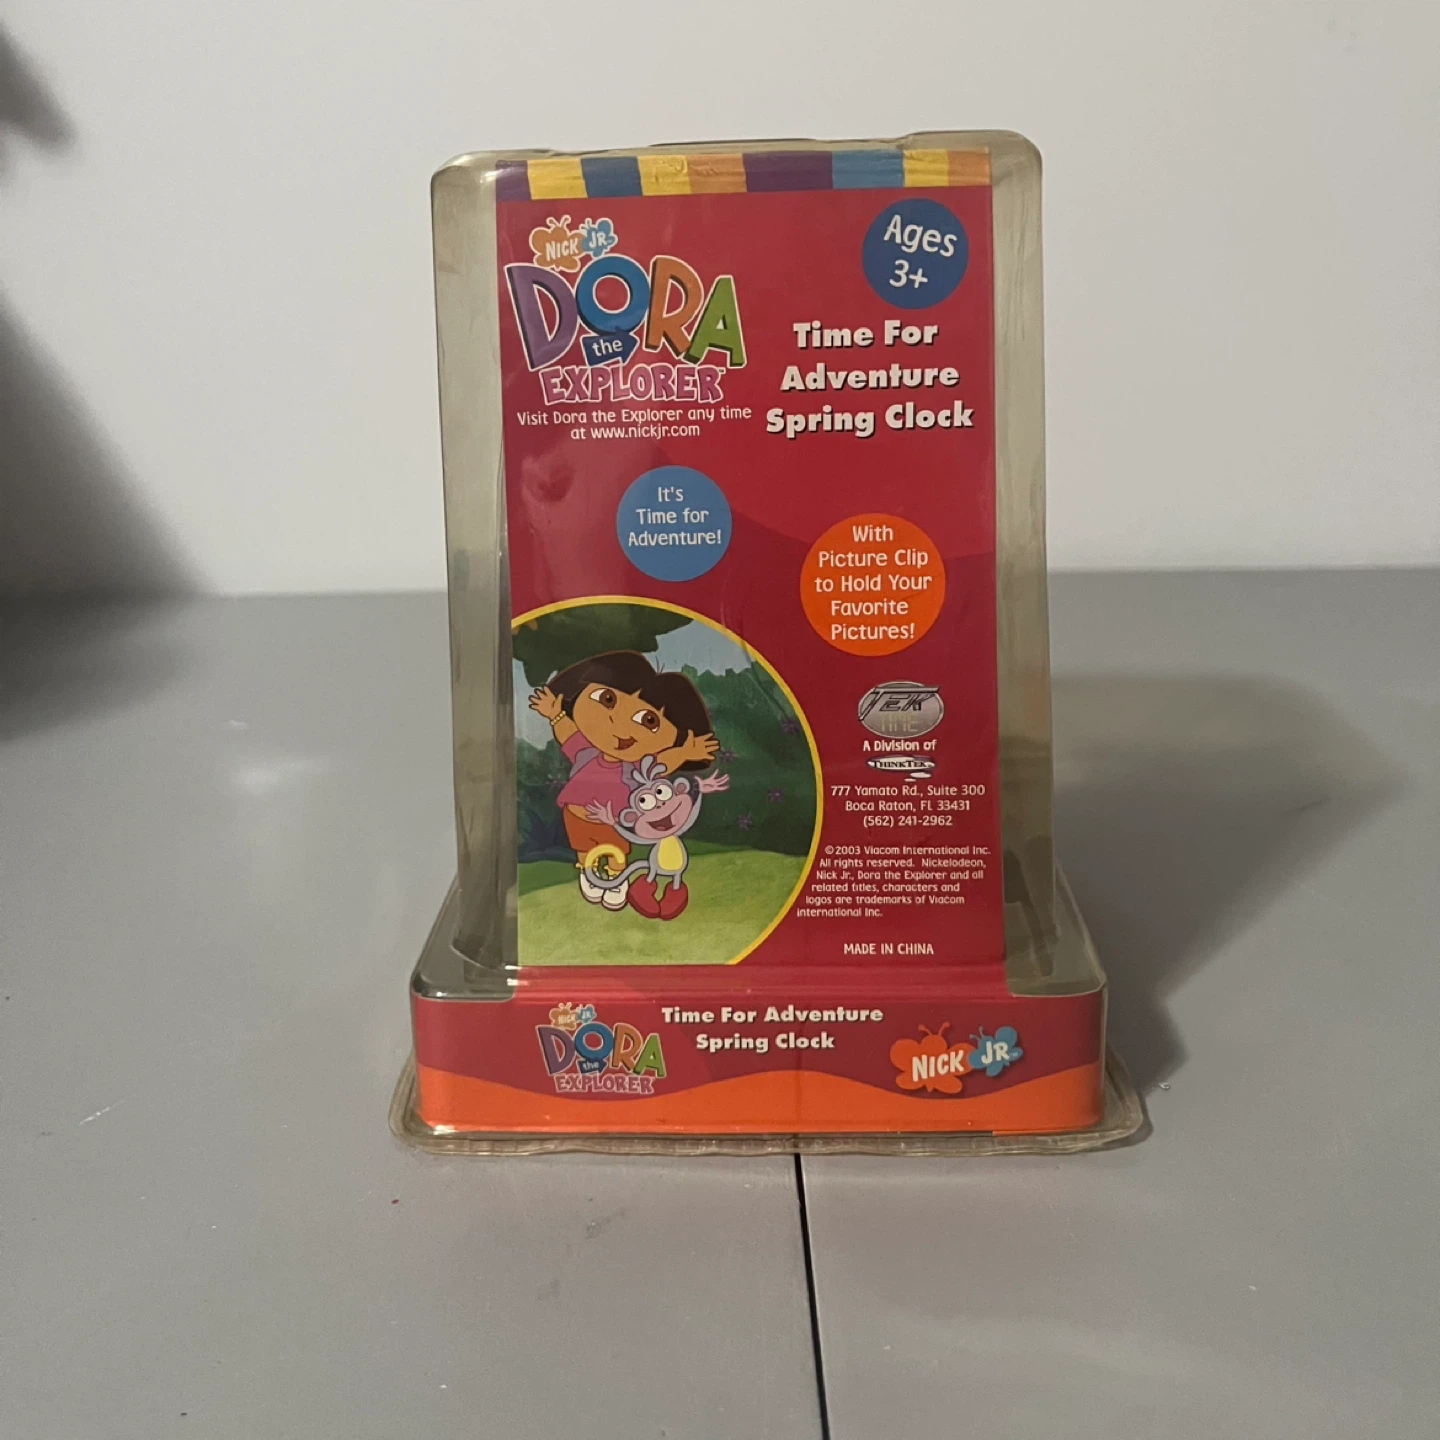 NICK JR.
DORA
the
EXPLORER™
Visit Dora the Explorer any time
at www.nickjr.com
Ages
3+
Time For
Adventure
Spring Clock
It's
Time for
Adventure!
With
Picture Clip
to Hold Your
Favorite
Pictures!
TEK
TIME
A Division of
THINKTEK
777 Yamato Rd., Suite 300
Boca Raton, FL 33431
(562) 241-2962
©2003 Viacom International Inc.
All rights reserved. Nickelodeon,
Nick Jr., Dora the Explorer and all
related titles, characters and
logos are trademarks of Viacom
International Inc.
MADE IN CHINA
NICK JR.
DORA
the
EXPLORER
Time For Adventure
Spring Clock
NICK JR.